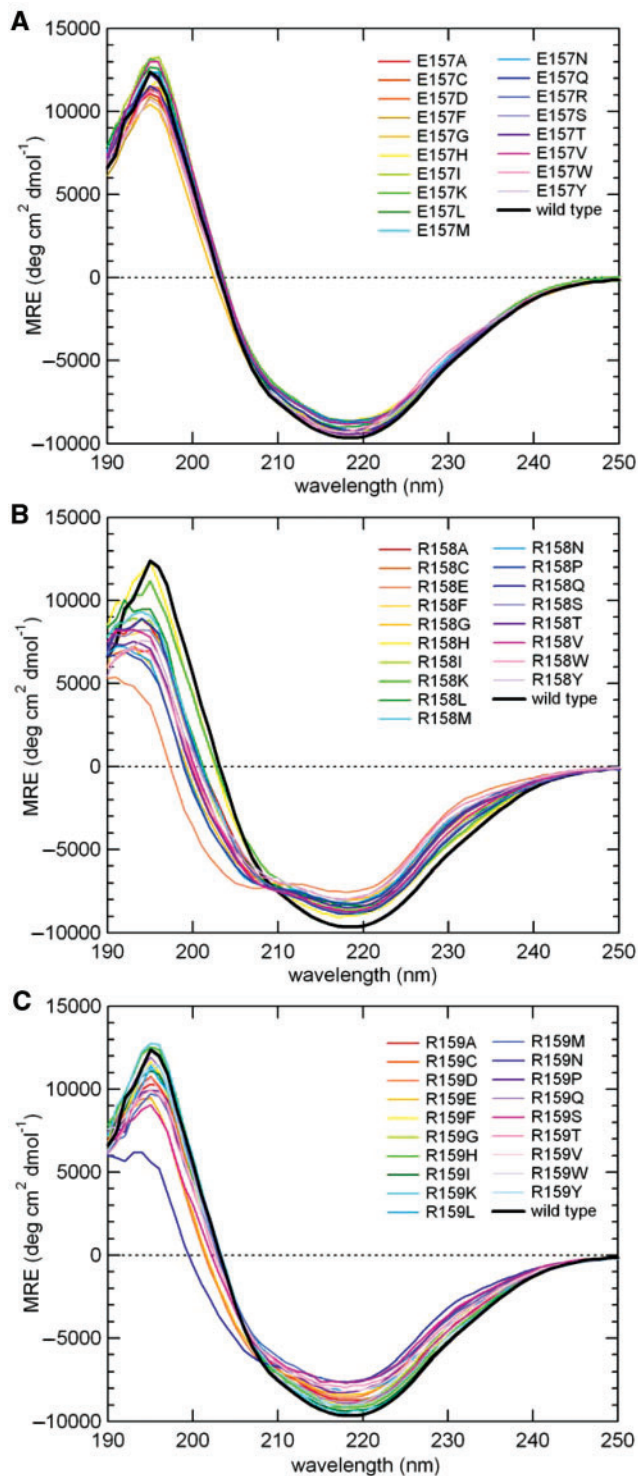 A
15000
10000
5000
0
−5000
−10000
MRE (deg cm² dmol⁻¹)
E157A
E157C
E157D
E157F
E157G
E157H
E157I
E157K
E157L
E157M
E157N
E157Q
E157R
E157S
E157T
E157V
E157W
E157Y
wild type
190 200 210 220 230 240 250
wavelength (nm)
B
15000
10000
5000
0
−5000
−10000
MRE (deg cm² dmol⁻¹)
R158A
R158C
R158E
R158F
R158G
R158H
R158I
R158K
R158L
R158M
R158N
R158P
R158Q
R158S
R158T
R158V
R158W
R158Y
wild type
190 200 210 220 230 240 250
wavelength (nm)
C
15000
10000
5000
0
−5000
−10000
MRE (deg cm² dmol⁻¹)
R159A
R159C
R159D
R159E
R159F
R159G
R159H
R159I
R159K
R159L
R159M
R159N
R159P
R159Q
R159S
R159T
R159V
R159W
R159Y
wild type
190 200 210 220 230 240 250
wavelength (nm)